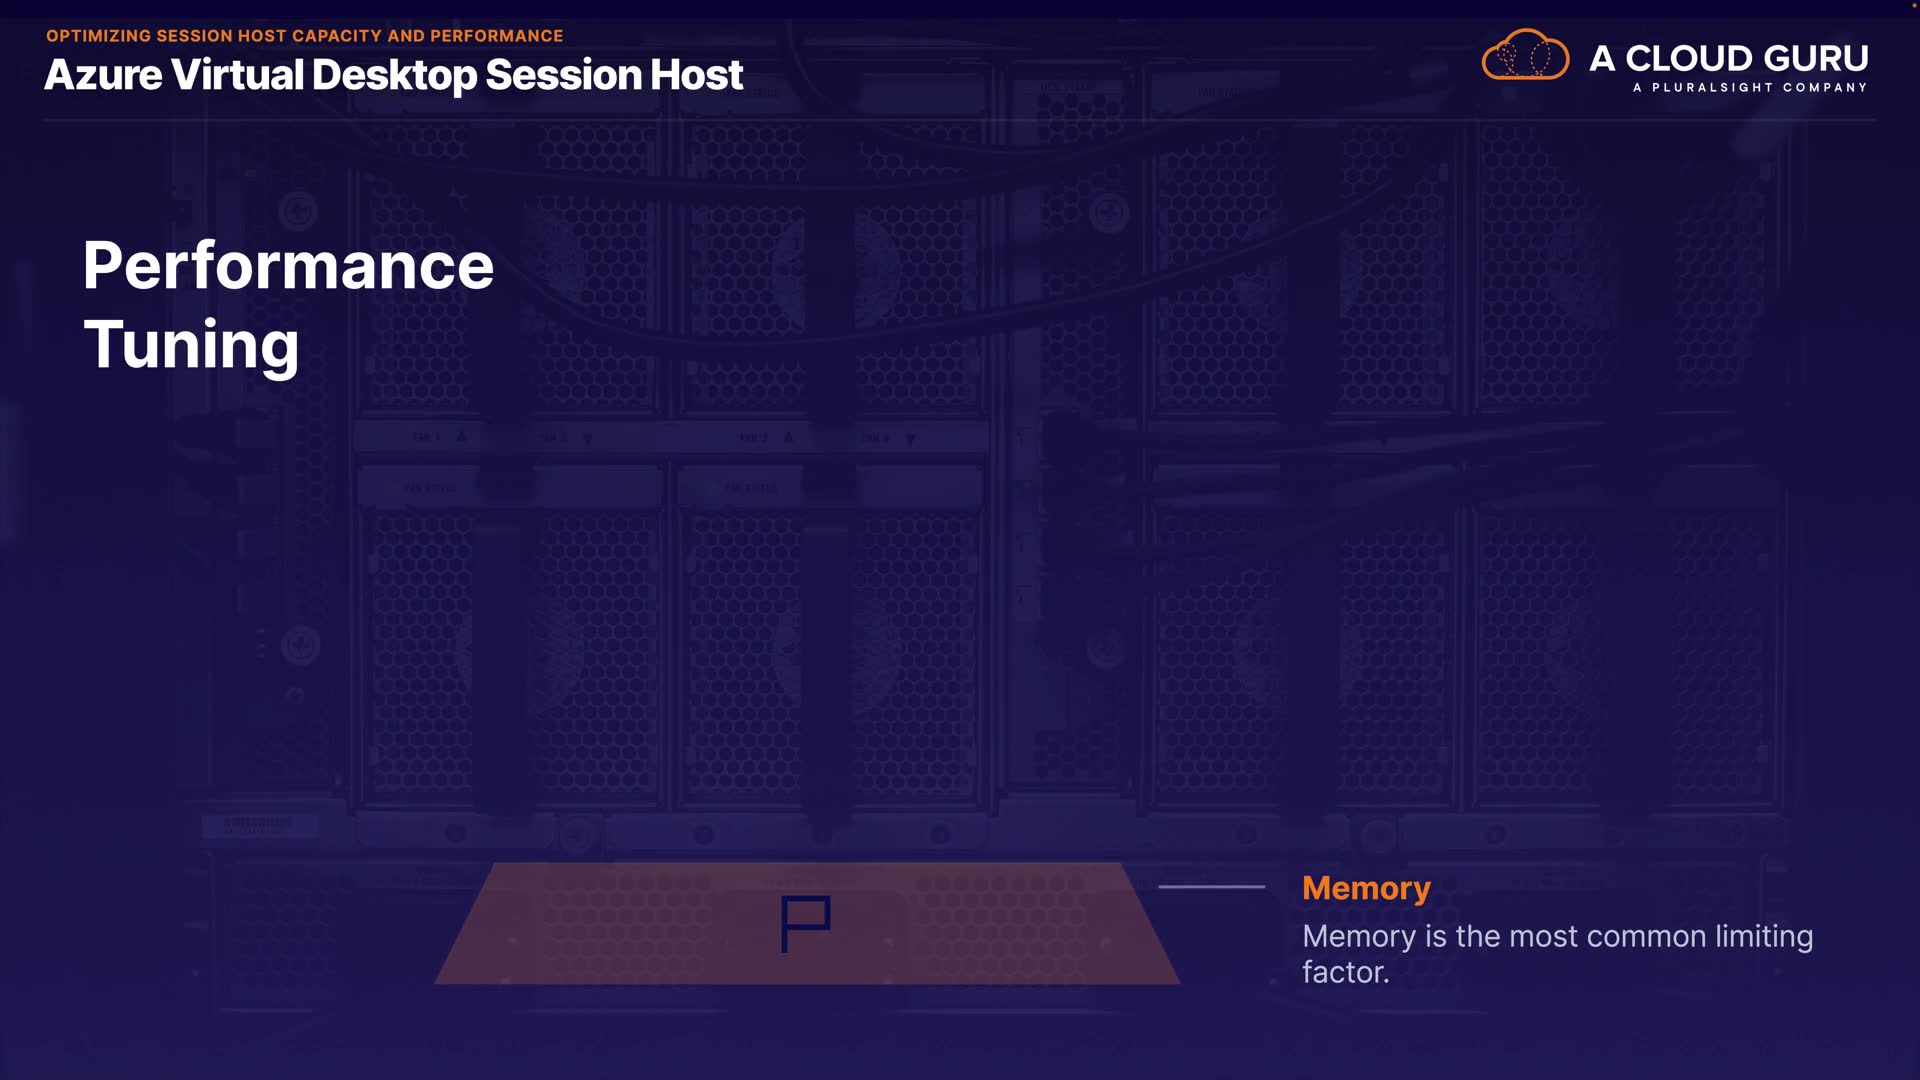 OPTIMIZING SESSION HOST CAPACITY AND PERFORMANCE
Azure Virtual Desktop Session Host
A CLOUD GURU
A PLURALSIGHT COMPANY
Performance
Tuning
Memory
Memory is the most common limiting
factor.